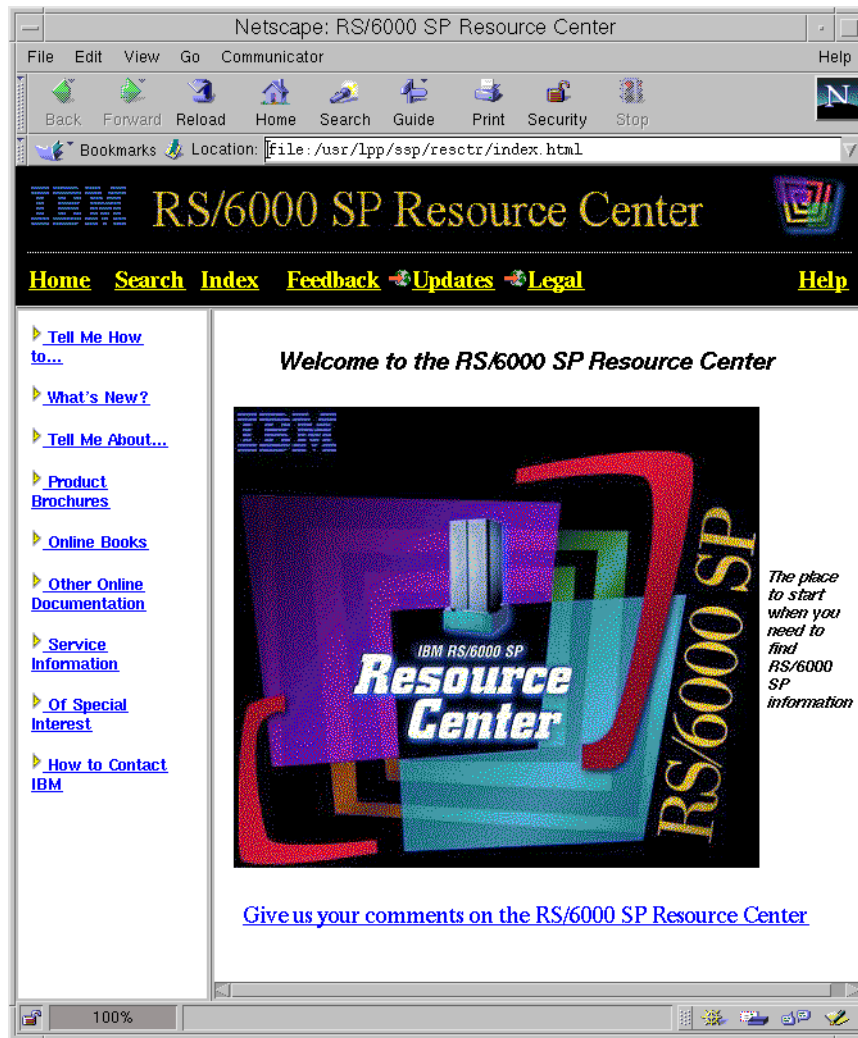 Netscape: RS/6000 SP Resource Center
File Edit View Go Communicator Help
Back Forward Reload Home Search Guide Print Security Stop
N
Bookmarks Location: file:/usr/lpp/ssp/resctr/index.html
IBM RS/6000 SP Resource Center
Home Search Index Feedback Updates Legal Help
Tell Me How
to...
What's New?
Tell Me About...
Product
Brochures
Online Books
Other Online
Documentation
Service
Information
Of Special
Interest
How to Contact
IBM
Welcome to the RS/6000 SP Resource Center
IBM
IBM RS/6000 SP
Resource
Center
RS/6000 SP
The place
to start
when you
need to
find
RS/6000
SP
information
Give us your comments on the RS/6000 SP Resource Center
100%